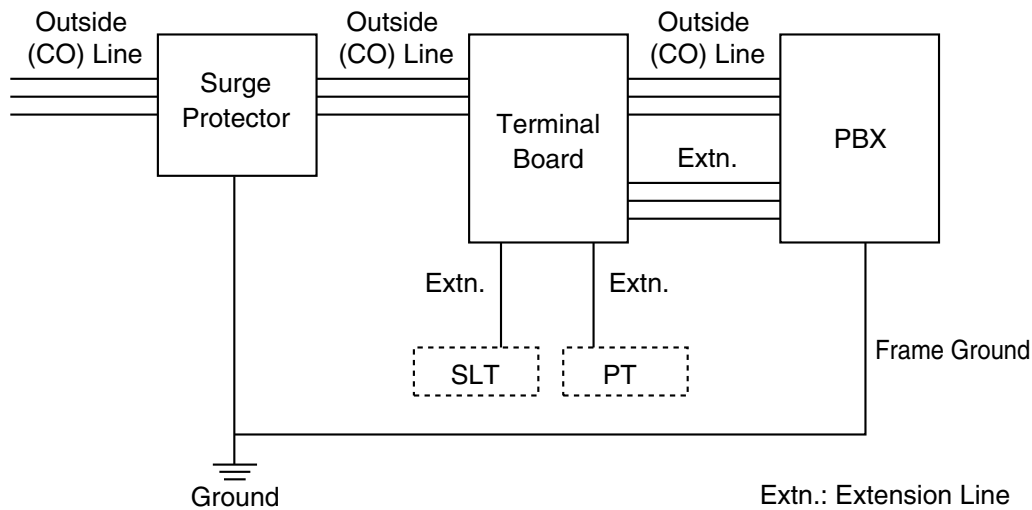 Outside
(CO) Line
Outside
(CO) Line
Outside
(CO) Line
Surge
Protector
Terminal
Board
PBX
Extn.
Extn.
Extn.
SLT
PT
Frame Ground
Ground
Extn.: Extension Line